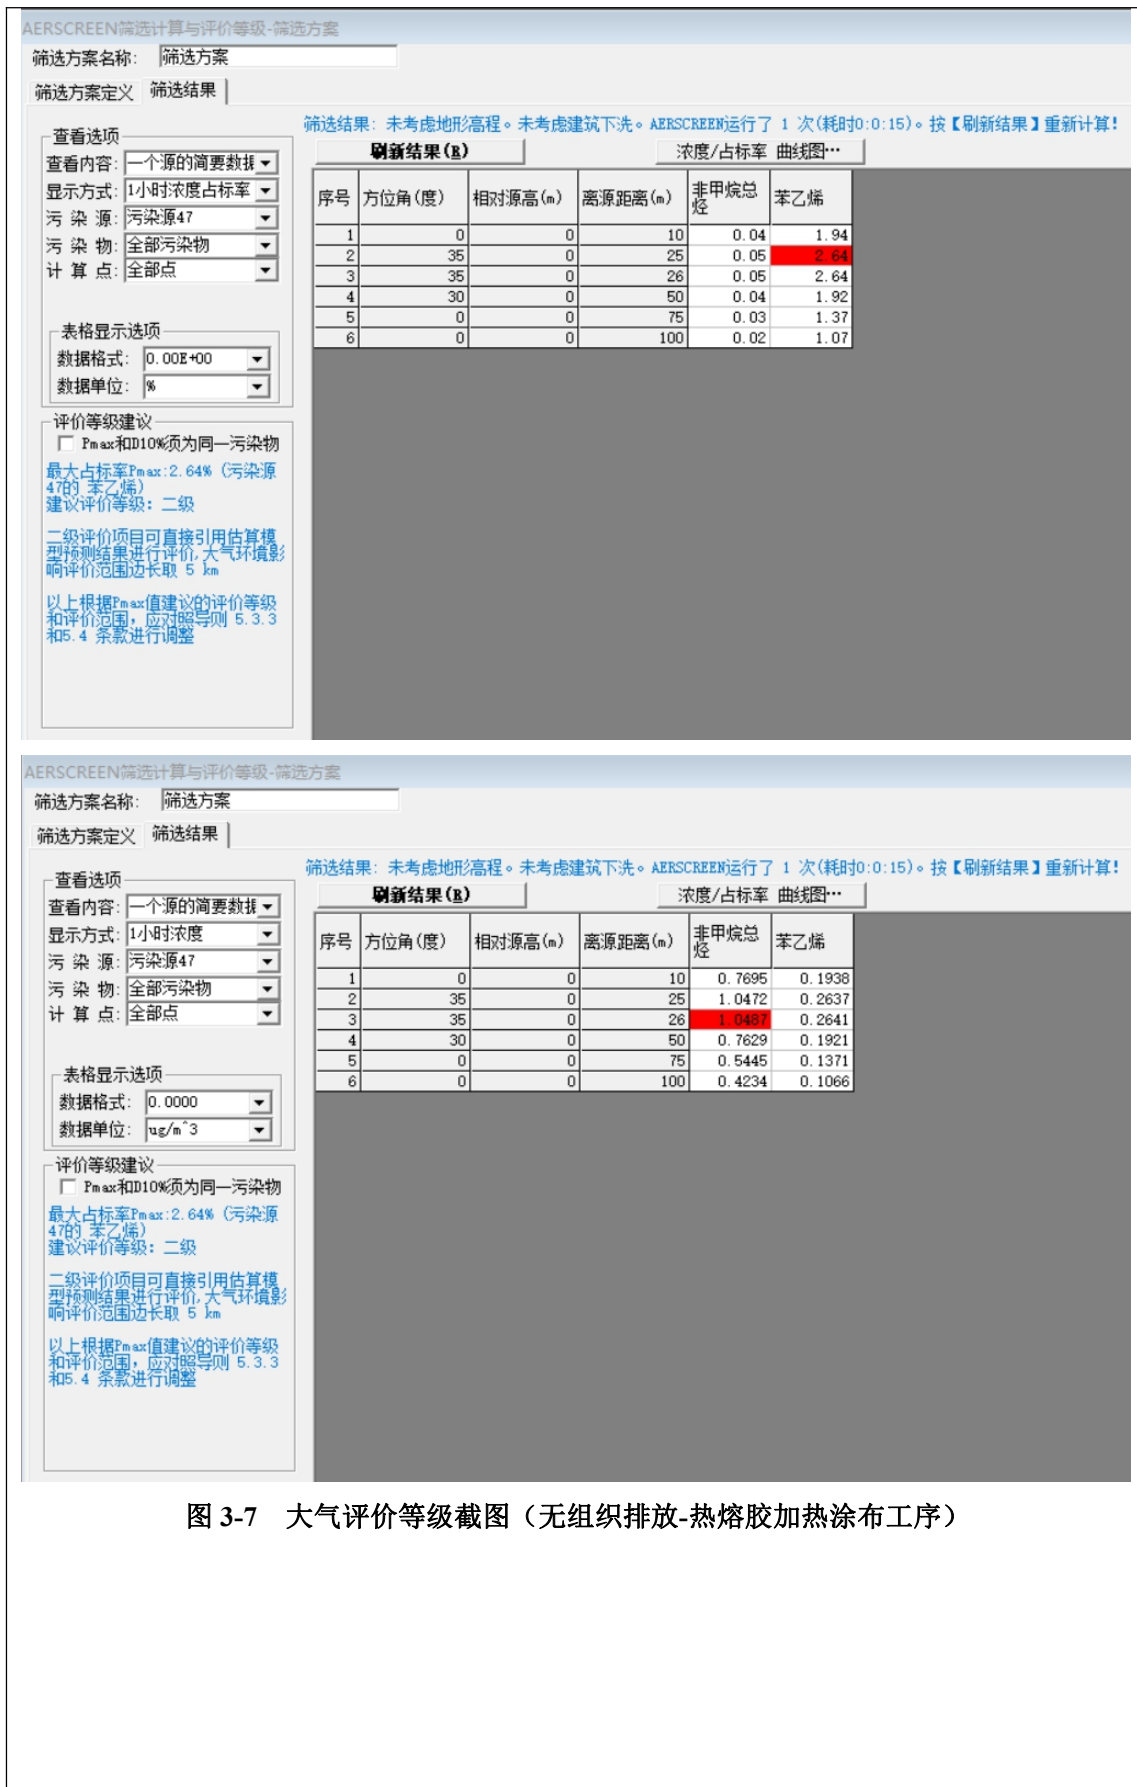 AERSCREEN筛选计算与评价等级-筛选方案
筛选方案名称: 筛选方案
筛选方案定义 筛选结果
筛选结果: 未考虑地形高程。未考虑建筑下洗。AERSCREEN运行了 1 次(耗时0:0:15)。按【刷新结果】重新计算!
查看选项
刷新结果(R) 浓度/占标率 曲线图…
查看内容: 一个源的简要数据
显示方式: 1小时浓度占标率
污 染 源: 污染源47
污 染 物: 全部污染物
计 算 点: 全部点
序号 方位角(度) 相对源高(m) 离源距离(m) 非甲烷总烃 苯乙烯
1 0 0 10 0.04 1.94
2 35 0 25 0.05 2.64
3 35 0 26 0.05 2.64
4 30 0 50 0.04 1.92
5 0 0 75 0.03 1.37
6 0 0 100 0.02 1.07
表格显示选项
数据格式: 0.00E+00
数据单位: %
评价等级建议
Pmax和D10%须为同一污染物
最大占标率Pmax:2.64% (污染源
47的 苯乙烯)
建议评价等级: 二级
二级评价项目可直接引用估算模
型预测结果进行评价,大气环境影
响评价范围边长取 5 km
以上根据Pmax值建议的评价等级
和评价范围, 应对照导则 5.3.3
和5.4 条款进行调整
AERSCREEN筛选计算与评价等级-筛选方案
筛选方案名称: 筛选方案
筛选方案定义 筛选结果
筛选结果: 未考虑地形高程。未考虑建筑下洗。AERSCREEN运行了 1 次(耗时0:0:15)。按【刷新结果】重新计算!
查看选项
刷新结果(R) 浓度/占标率 曲线图…
查看内容: 一个源的简要数据
显示方式: 1小时浓度
污 染 源: 污染源47
污 染 物: 全部污染物
计 算 点: 全部点
序号 方位角(度) 相对源高(m) 离源距离(m) 非甲烷总烃 苯乙烯
1 0 0 10 0.7695 0.1938
2 35 0 25 1.0472 0.2637
3 35 0 26 1.0487 0.2641
4 30 0 50 0.7629 0.1921
5 0 0 75 0.5445 0.1371
6 0 0 100 0.4234 0.1066
表格显示选项
数据格式: 0.0000
数据单位: ug/m^3
评价等级建议
Pmax和D10%须为同一污染物
最大占标率Pmax:2.64% (污染源
47的 苯乙烯)
建议评价等级: 二级
二级评价项目可直接引用估算模
型预测结果进行评价,大气环境影
响评价范围边长取 5 km
以上根据Pmax值建议的评价等级
和评价范围, 应对照导则 5.3.3
和5.4 条款进行调整
图 3-7 大气评价等级截图（无组织排放-热熔胶加热涂布工序）